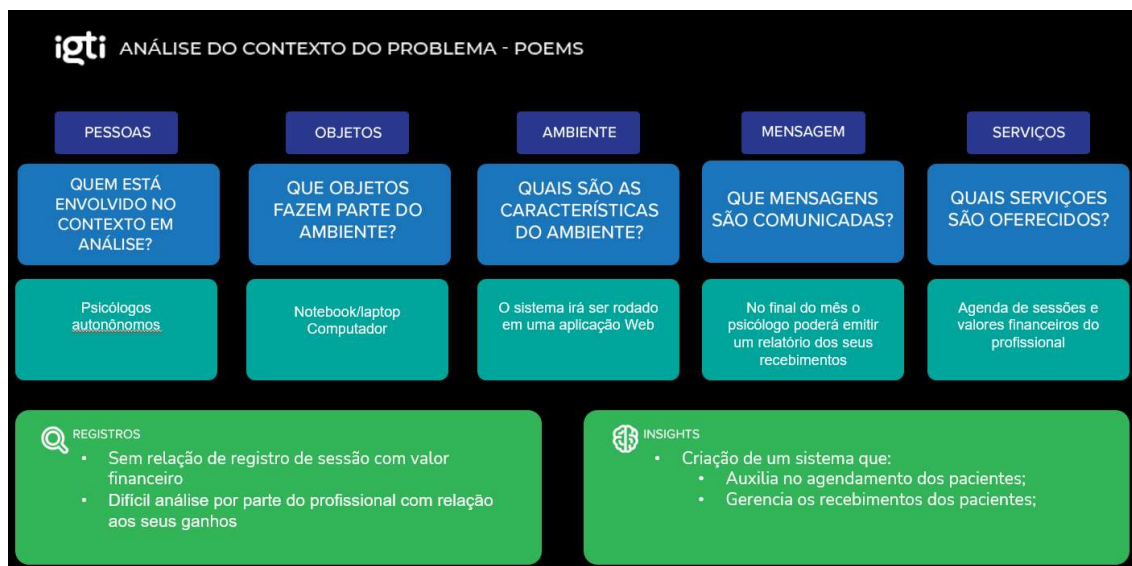 igti ANÁLISE DO CONTEXTO DO PROBLEMA - POEMS
PESSOAS
OBJETOS
AMBIENTE
MENSAGEM
SERVIÇOS
QUEM ESTÁ
ENVOLVIDO NO
CONTEXTO EM
ANÁLISE?
QUE OBJETOS
FAZEM PARTE DO
AMBIENTE?
QUAIS SÃO AS
CARACTERÍSTICAS
DO AMBIENTE?
QUE MENSAGENS
SÃO COMUNICADAS?
QUAIS SERVIÇOES
SÃO OFERECIDOS?
Psicólogos
autonônomos
Notebook/laptop
Computador
O sistema irá ser rodado
em uma aplicação Web
No final do mês o
psicólogo poderá emitir
um relatório dos seus
recebimentos
Agenda de sessões e
valores financeiros do
profissional
REGISTROS
• Sem relação de registro de sessão com valor
financeiro
• Difícil análise por parte do profissional com relação
aos seus ganhos
INSIGHTS
• Criação de um sistema que:
• Auxilia no agendamento dos pacientes;
• Gerencia os recebimentos dos pacientes;